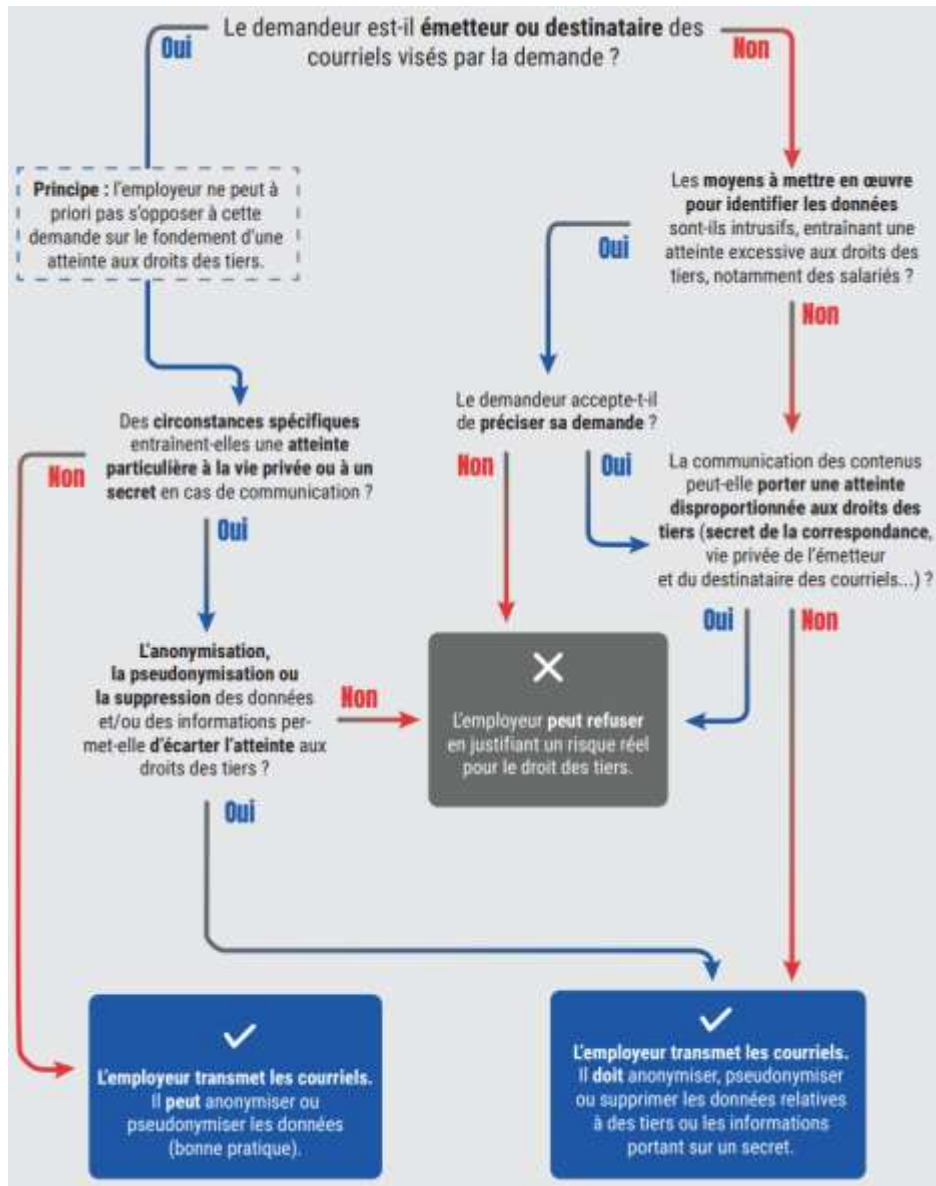 Le demandeur est-il émetteur ou destinataire des
courriels visés par la demande ?
Oui
Non
Principe : l'employeur ne peut à
priori pas s'opposer à cette
demande sur le fondement d'une
atteinte aux droits des tiers.
Les moyens à mettre en œuvre
pour identifier les données
sont-ils intrusifs, entraînant une
atteinte excessive aux droits des
tiers, notamment des salariés ?
Oui
Non
Des circonstances spécifiques
entraînent-elles une atteinte
particulière à la vie privée ou à un
secret en cas de communication ?
Non
Oui
Le demandeur accepte-t-il
de préciser sa demande ?
Non
Oui
La communication des contenus
peut-elle porter une atteinte
disproportionnée aux droits des
tiers (secret de la correspondance,
vie privée de l'émetteur
et du destinataire des courriels...) ?
Oui
Non
L'anonymisation,
la pseudonymisation ou
la suppression des données
et/ou des informations per-
met-elle d'écarter l'atteinte aux
droits des tiers ?
Non
Oui
L'employeur peut refuser
en justifiant un risque réel
pour le droit des tiers.
L'employeur transmet les courriels.
Il peut anonymiser ou
pseudonymiser les données
(bonne pratique).
L'employeur transmet les courriels.
Il doit anonymiser, pseudonymiser
ou supprimer les données relatives
à des tiers ou les informations
portant sur un secret.